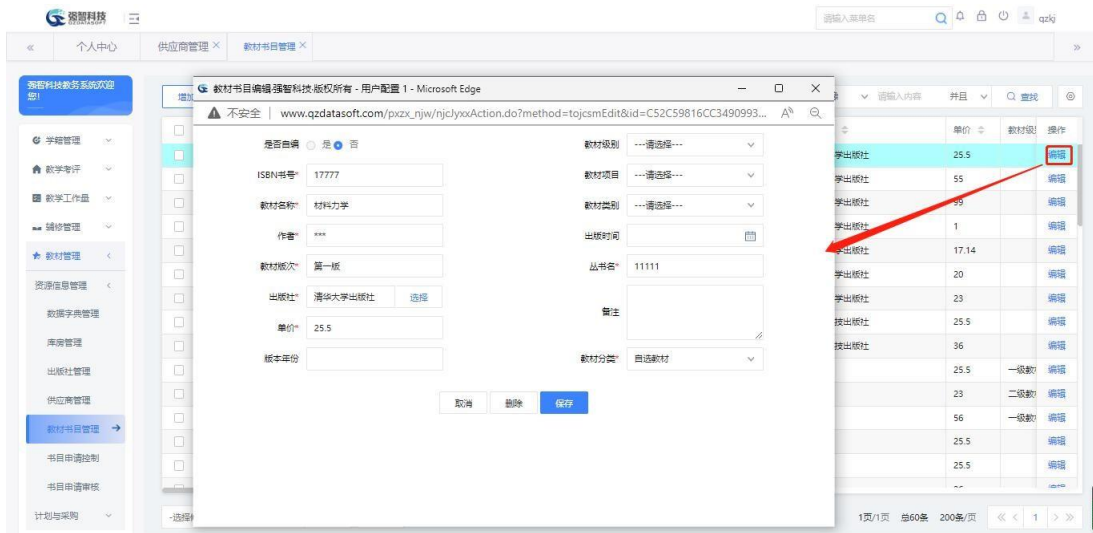 强智科技
QZDATASOFT
请输入菜单名
qzkj
个人中心
供应商管理 ×
教材书目管理 ×
强智科技教务系统欢迎您!
学籍管理
教学考评
教学工作量
辅修管理
教材管理
资源信息管理
数据字典管理
库房管理
出版社管理
供应商管理
教材书目管理
书目申请控制
书目申请审核
计划与采购
增加
请输入内容
并且
查找
教材书目编辑-强智科技-版权所有 - 用户配置 1 - Microsoft Edge
不安全 | www.qzdatasoft.com/pxzx_njw/njcJyxxAction.do?method=tojcsmEdit&id=C52C59816CC3490993...
是否自编 是 否
教材级别 ---请选择---
ISBN书号* 17777
教材项目 ---请选择---
教材名称* 材料力学
教材类别 ---请选择---
作者* ***
出版时间
教材版次* 第一版
丛书名* 11111
出版社* 清华大学出版社 选择
备注
单价* 25.5
版本年份
教材分类* 自选教材
取消 删除 保存
单价 教材级别 操作
学出版社 25.5 编辑
学出版社 55 编辑
学出版社 99 编辑
学出版社 1 编辑
学出版社 17.14 编辑
学出版社 20 编辑
学出版社 23 编辑
技出版社 25.5 编辑
技出版社 36 编辑
25.5 一级教 编辑
23 二级教 编辑
56 一级教 编辑
25.5 编辑
25.5 编辑
-选择
1页/1页 总60条 200条/页 1